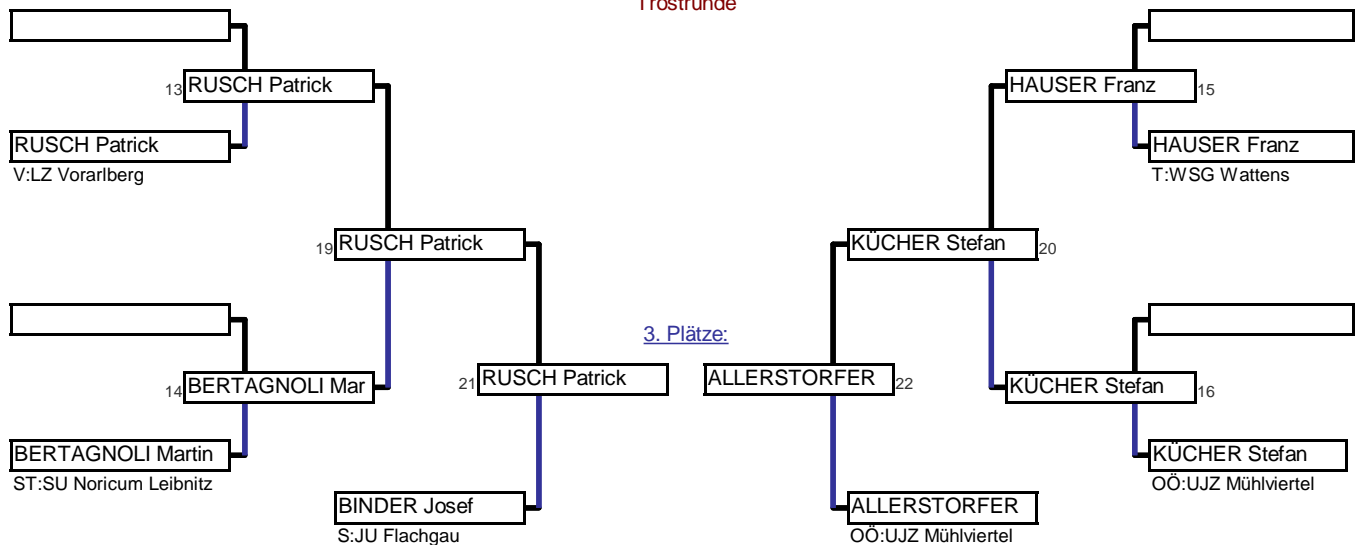 Trostrunde
13 RUSCH Patrick
HAUSER Franz 15
RUSCH Patrick
V:LZ Vorarlberg
HAUSER Franz
T:WSG Wattens
19 RUSCH Patrick
KÜCHER Stefan 20
3. Plätze:
14 BERTAGNOLI Mar
21 RUSCH Patrick
ALLERSTORFER 22
KÜCHER Stefan 16
BERTAGNOLI Martin
ST:SU Noricum Leibnitz
KÜCHER Stefan
OÖ:UJZ Mühlviertel
BINDER Josef
S:JU Flachgau
ALLERSTORFER
OÖ:UJZ Mühlviertel